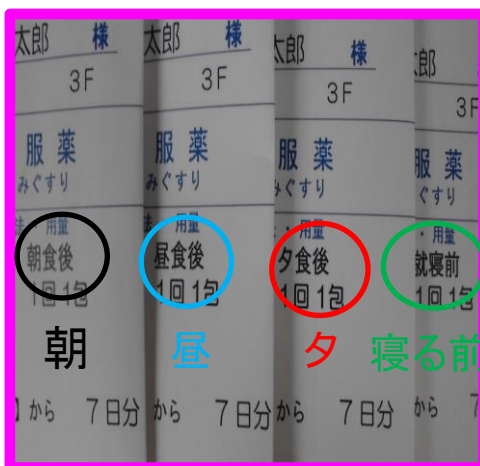 太郎 様
3F
服薬
みぐすり
・用量
朝食後
1回1包
朝
から 7日分
太郎 様
3F
服薬
みぐすり
・用量
昼食後
1回1包
昼
から 7日分
太郎 様
3F
服薬
みぐすり
・用量
夕食後
1回1包
夕
から 7日分
郎
3F
服薬
ぐすり
・用量
就寝前
1回1包
寝る前
から 7